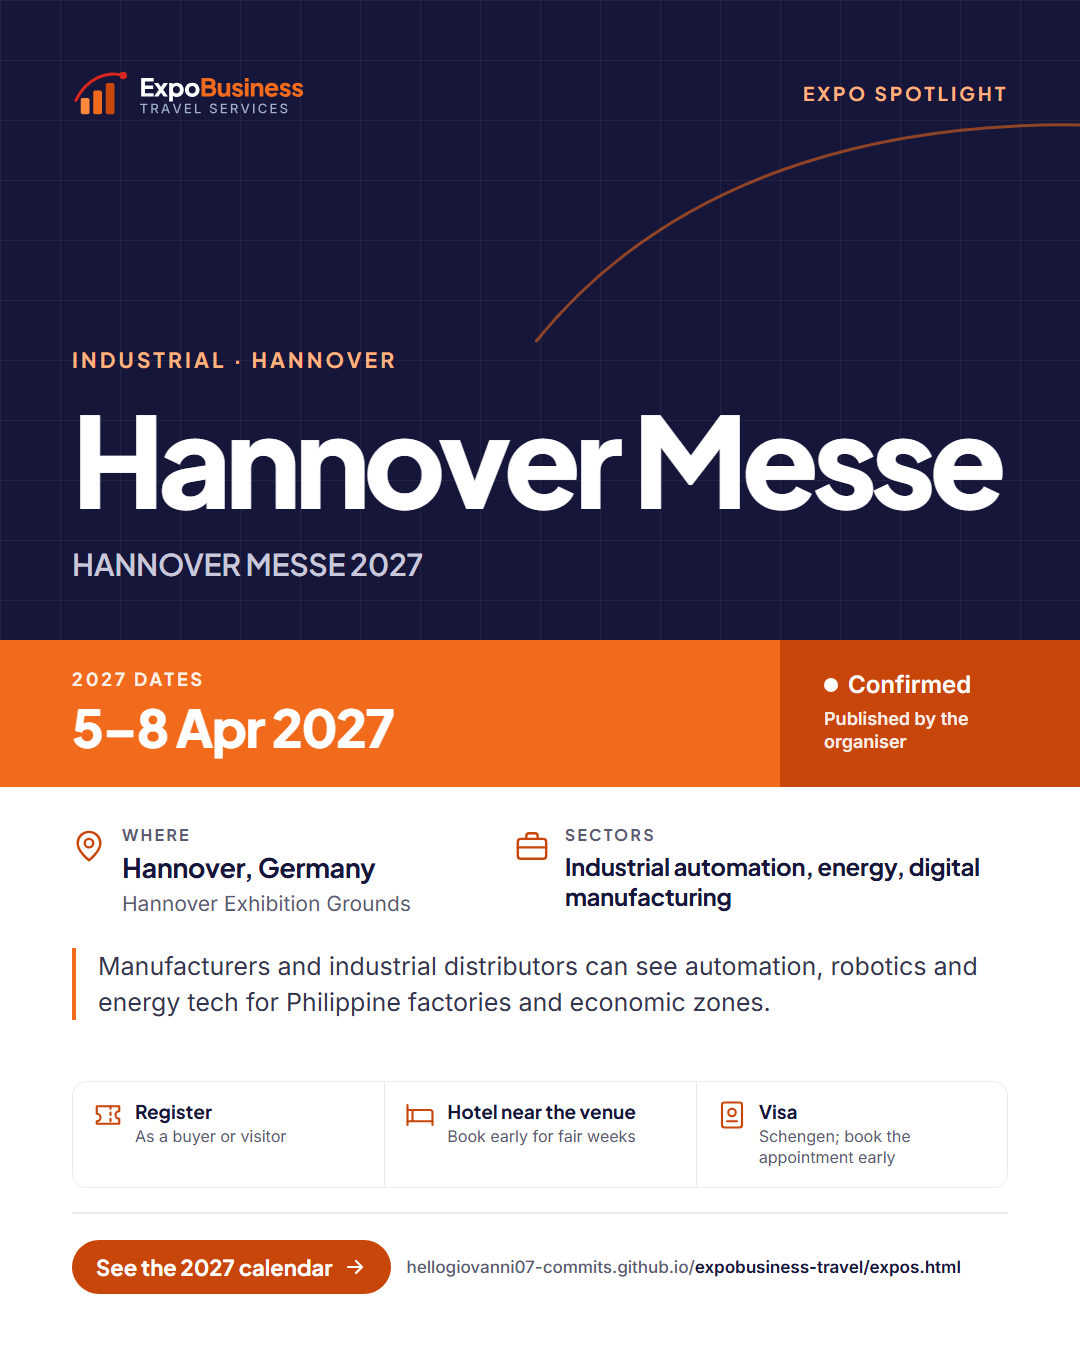 ExpoBusiness
TRAVEL SERVICES
EXPO SPOTLIGHT
INDUSTRIAL · HANNOVER
Hannover Messe
HANNOVER MESSE 2027
2027 DATES
5–8 Apr 2027
Confirmed
Published by the
organiser
WHERE
Hannover, Germany
Hannover Exhibition Grounds
SECTORS
Industrial automation, energy, digital
manufacturing
Manufacturers and industrial distributors can see automation, robotics and
energy tech for Philippine factories and economic zones.
Register
As a buyer or visitor
Hotel near the venue
Book early for fair weeks
Visa
Schengen; book the
appointment early
See the 2027 calendar →
hellogiovanni07-commits.github.io/expobusiness-travel/expos.html